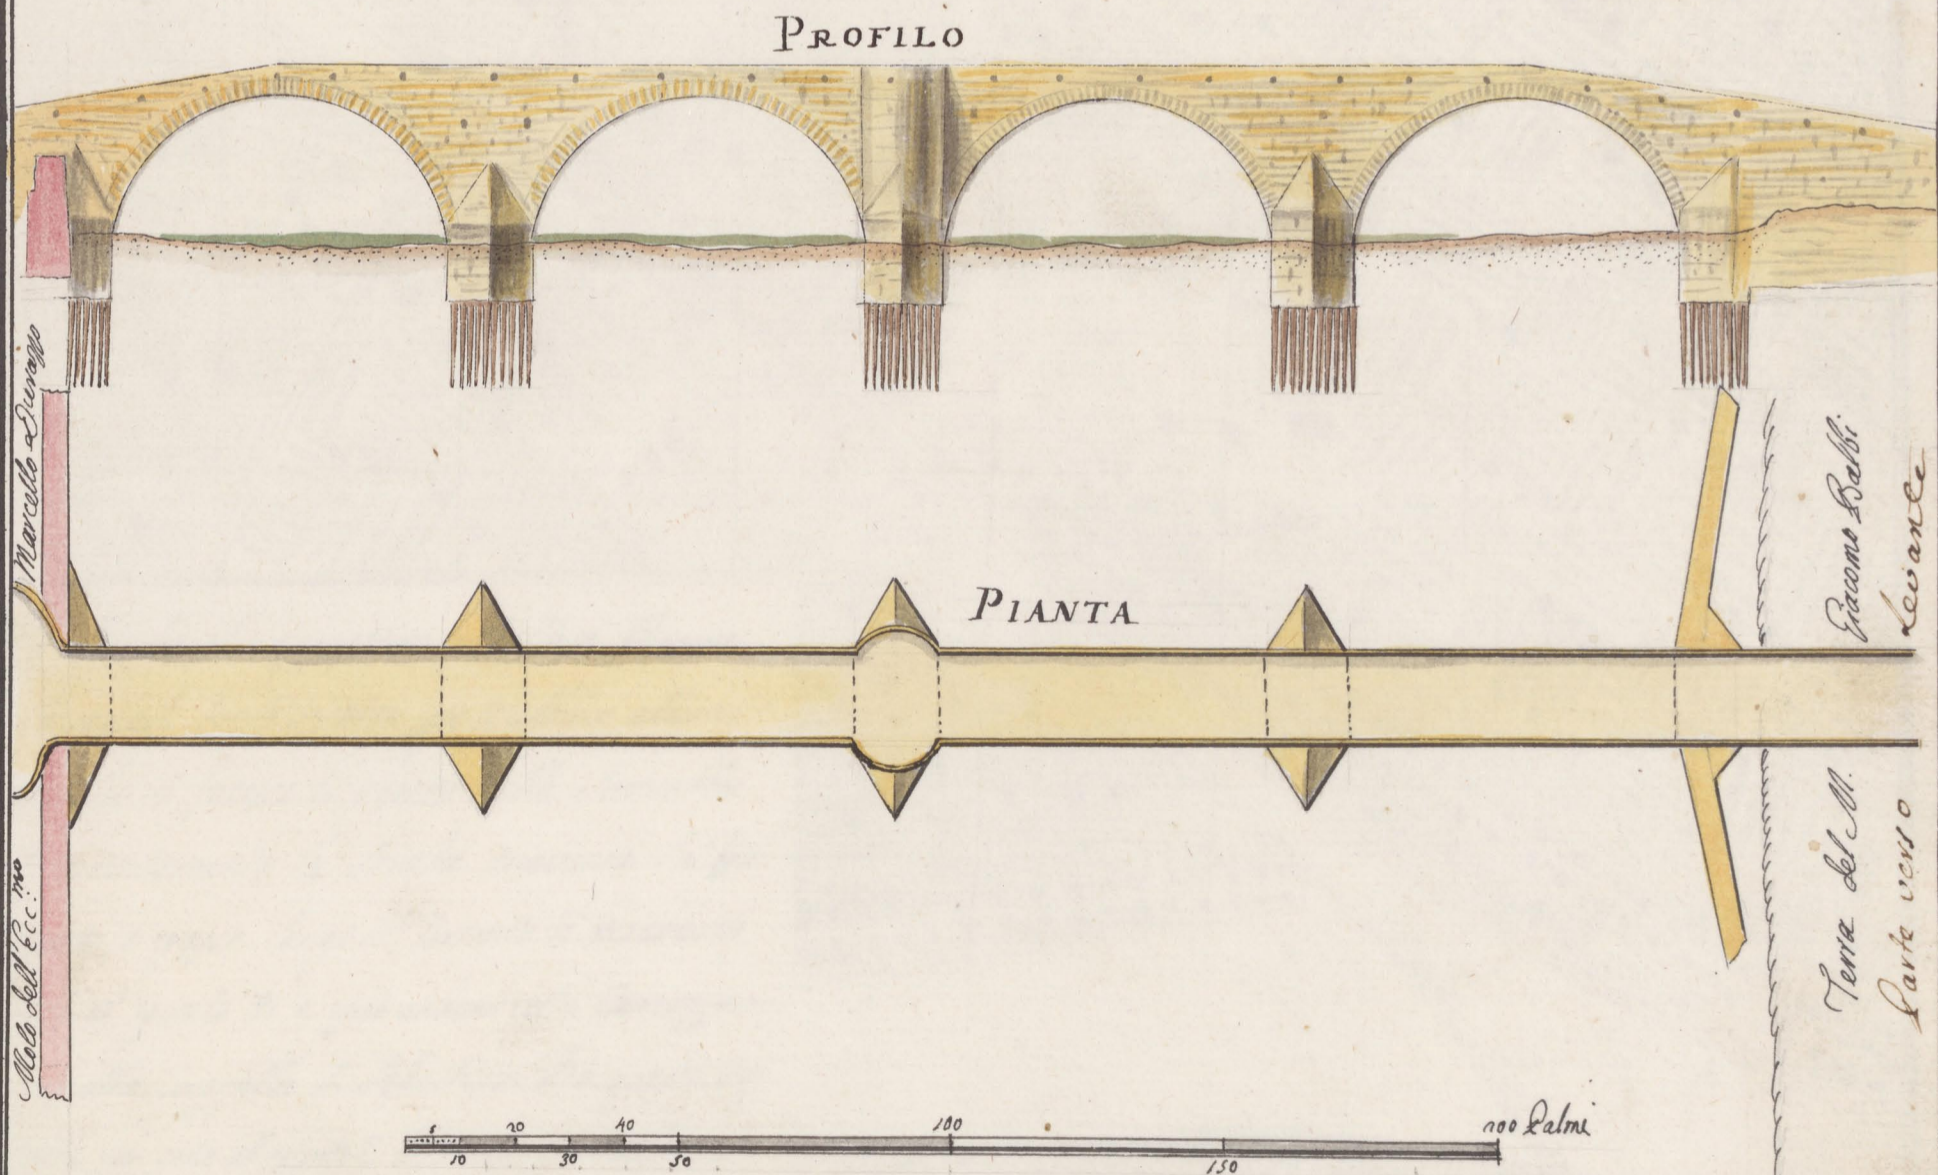 PROFILO
Molo dell'Ecc:mo Marcello Durazzo
PIANTA
Terra del M. Giacomo Balbi
Parte verso Levante
5 20 40 100 200 Palmi
10 30 50 150